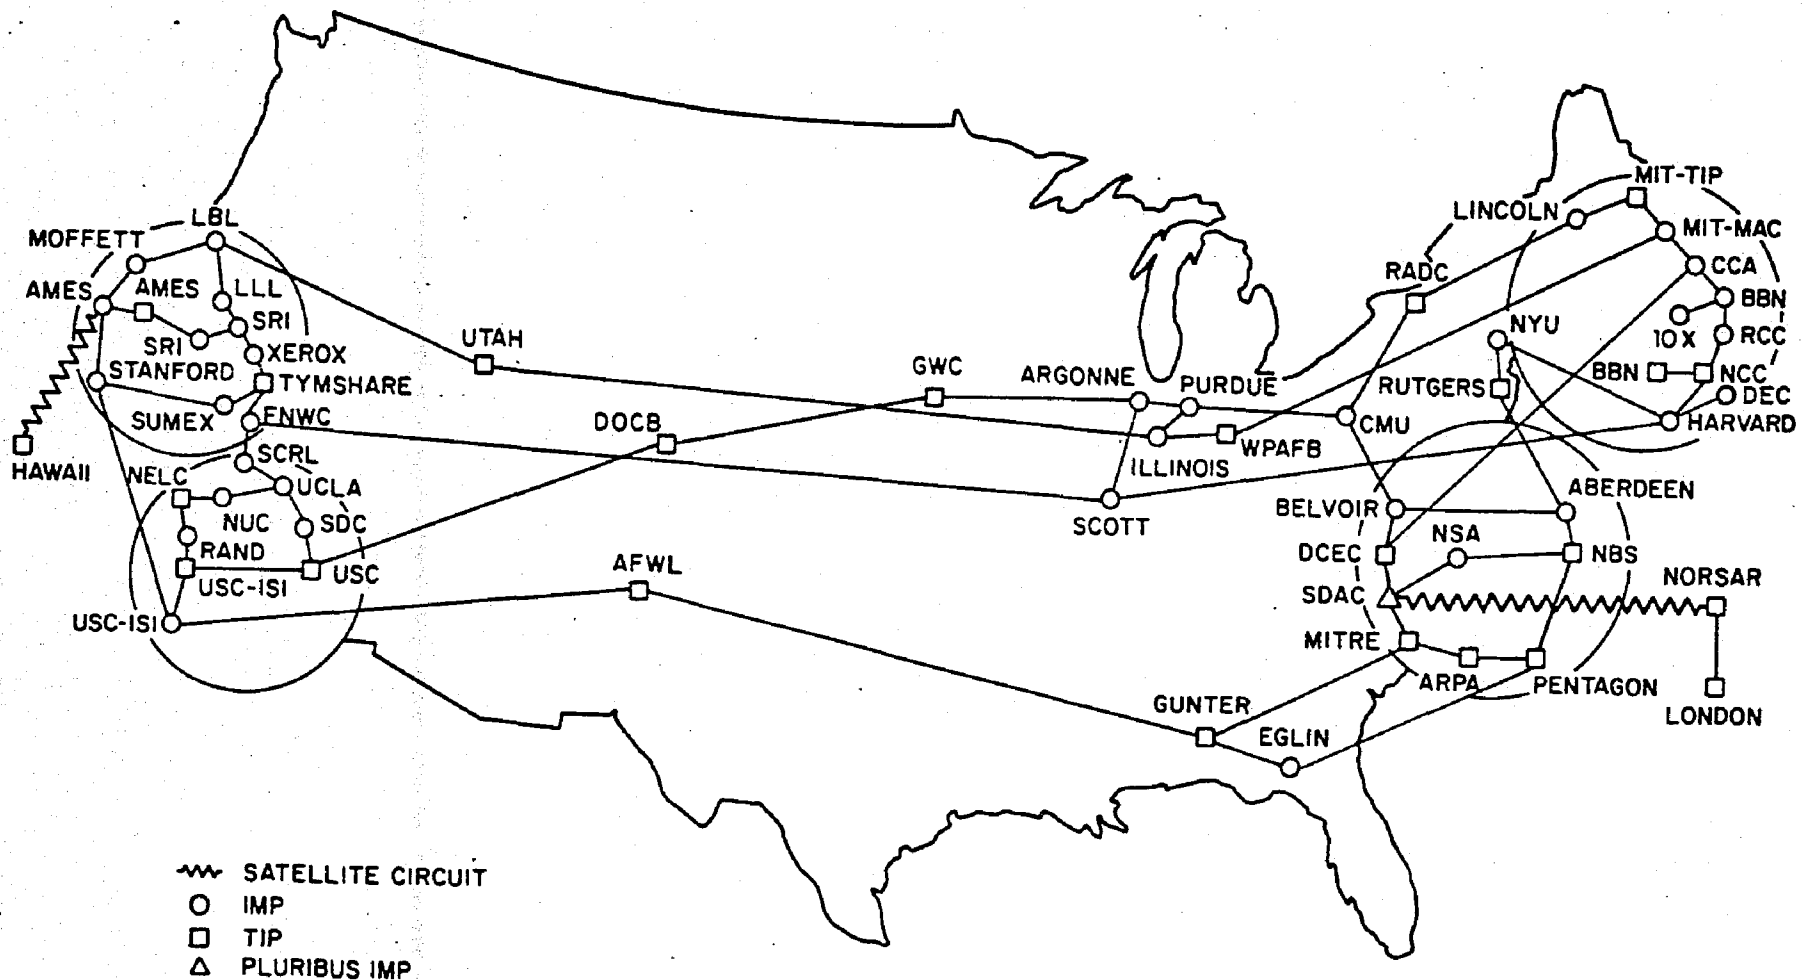 MIT-TIP
LINCOLN
LBL
MIT-MAC
MOFFETT
CCA
RADC
AMES
AMES
LLL
BBN
SRI
NYU
10X
RCC
SRI
XEROX
UTAH
STANFORD
TYMSHARE
GWC
ARGONNE
PURDUE
RUTGERS
BBN
NCC
DEC
SUMEX
FNWC
DOCB
CMU
HARVARD
WPAFB
HAWAII
SCRL
ILLINOIS
NELC
UCLA
ABERDEEN
BELVOIR
NUC
SDC
SCOTT
NSA
RAND
DCEC
NBS
AFWL
USC-ISI
USC
NORSAR
SDAC
USC-ISI
MITRE
ARPA
PENTAGON
GUNTER
LONDON
EGLIN
SATELLITE CIRCUIT
IMP
TIP
PLURIBUS IMP